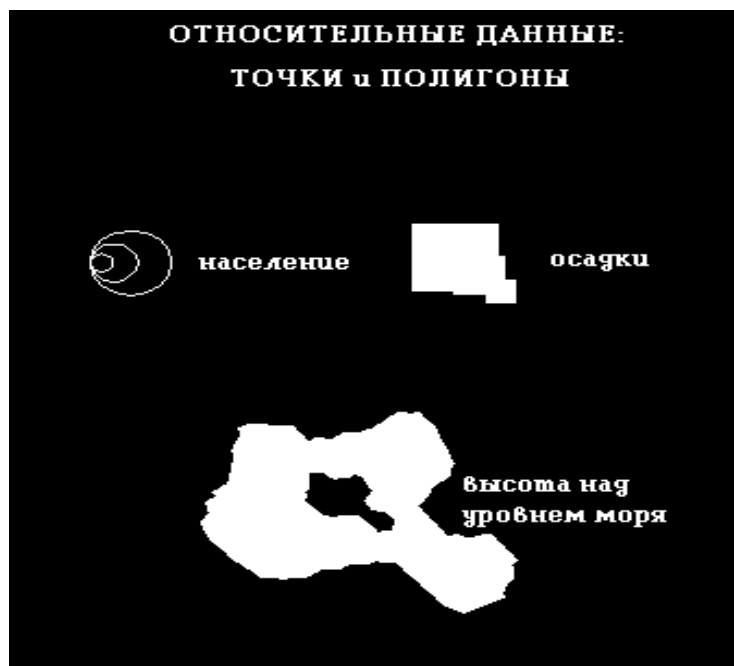 ОТНОСИТЕЛЬНЫЕ ДАННЫЕ:
ТОЧКИ и ПОЛИГОНЫ
население
осадки
высота над
уровнем моря